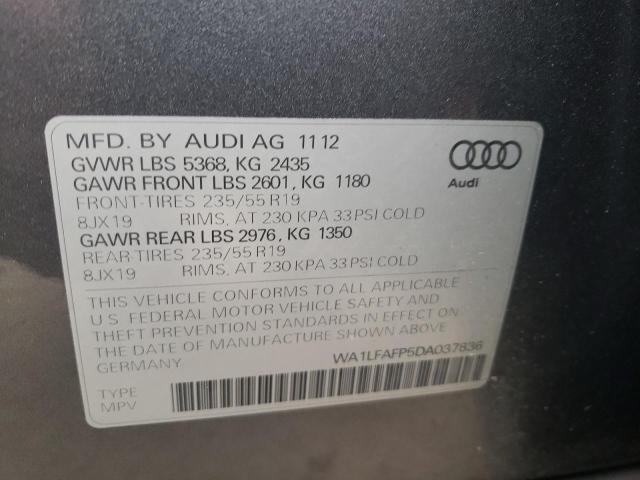 MFD. BY AUDI AG 11 12
GVWR LBS 5368, KG 2435
GAWR FRONT LBS 2601, KG 1180
FRONT-TIRES 235/55 R19
8JX19 RIMS, AT 230 KPA 33 PSI COLD
GAWR REAR LBS 2976, KG 1350
REAR-TIRES 235/55 R19
8JX19 RIMS, AT 230 KPA 33 PSI COLD
Audi
THIS VEHICLE CONFORMS TO ALL APPLICABLE
U.S. FEDERAL MOTOR VEHICLE SAFETY AND
THEFT PREVENTION STANDARDS IN EFFECT ON
THE DATE OF MANUFACTURE SHOWN ABOVE
GERMANY
WA1LFAFP5DA037836
TYPE
MPV